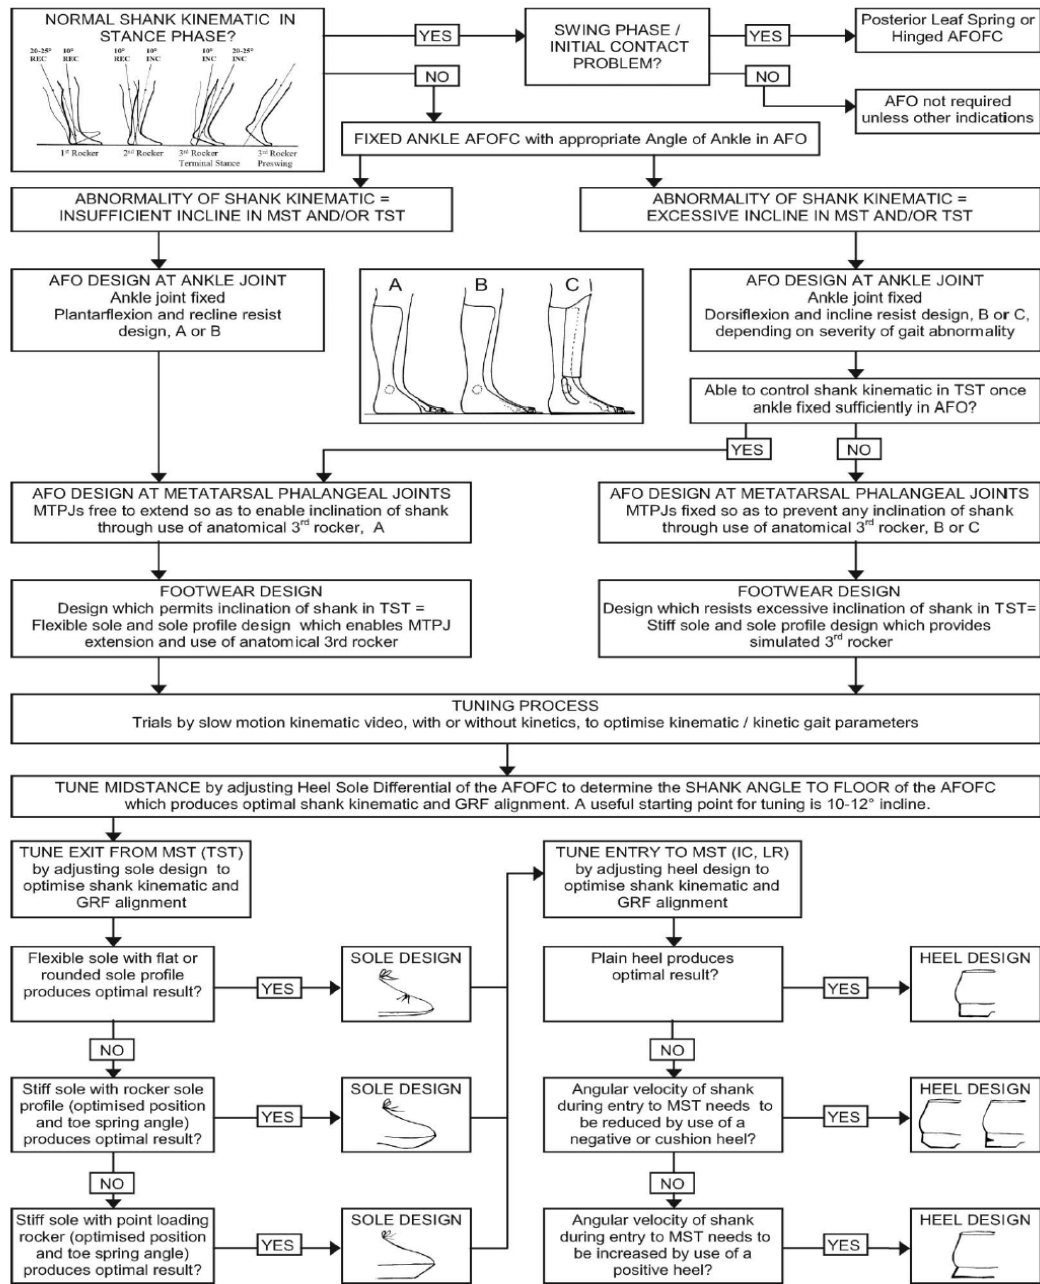 NORMAL SHANK KINEMATIC IN
STANCE PHASE?
20-25° 10° 10° 10° 10° 20-25°
REC REC REC INC INC INC
1st Rocker 2nd Rocker 3rd Rocker 3rd Rocker
Terminal Stance Preswing
YES
SWING PHASE /
INITIAL CONTACT
PROBLEM?
YES
Posterior Leaf Spring or
Hinged AFOFC
NO
NO
AFO not required
unless other indications
FIXED ANKLE AFOFC with appropriate Angle of Ankle in AFO
ABNORMALITY OF SHANK KINEMATIC =
INSUFFICIENT INCLINE IN MST AND/OR TST
ABNORMALITY OF SHANK KINEMATIC =
EXCESSIVE INCLINE IN MST AND/OR TST
AFO DESIGN AT ANKLE JOINT
Ankle joint fixed
Plantarflexion and recline resist
design, A or B
A B C
AFO DESIGN AT ANKLE JOINT
Ankle joint fixed
Dorsiflexion and incline resist design, B or C,
depending on severity of gait abnormality
Able to control shank kinematic in TST once
ankle fixed sufficiently in AFO?
YES
NO
AFO DESIGN AT METATARSAL PHALANGEAL JOINTS
MTPJs free to extend so as to enable inclination of shank
through use of anatomical 3rd rocker, A
AFO DESIGN AT METATARSAL PHALANGEAL JOINTS
MTPJs fixed so as to prevent any inclination of shank
through use of anatomical 3rd rocker, B or C
FOOTWEAR DESIGN
Design which permits inclination of shank in TST =
Flexible sole and sole profile design which enables MTPJ
extension and use of anatomical 3rd rocker
FOOTWEAR DESIGN
Design which resists excessive inclination of shank in TST=
Stiff sole and sole profile design which provides
simulated 3rd rocker
TUNING PROCESS
Trials by slow motion kinematic video, with or without kinetics, to optimise kinematic / kinetic gait parameters
TUNE MIDSTANCE by adjusting Heel Sole Differential of the AFOFC to determine the SHANK ANGLE TO FLOOR of the AFOFC
which produces optimal shank kinematic and GRF alignment. A useful starting point for tuning is 10-12° incline.
TUNE EXIT FROM MST (TST)
by adjusting sole design to
optimise shank kinematic and
GRF alignment
TUNE ENTRY TO MST (IC, LR)
by adjusting heel design to
optimise shank kinematic and
GRF alignment
Flexible sole with flat or
rounded sole profile
produces optimal result?
YES
SOLE DESIGN
Plain heel produces
optimal result?
YES
HEEL DESIGN
NO
NO
Stiff sole with rocker sole
profile (optimised position
and toe spring angle)
produces optimal result?
YES
SOLE DESIGN
Angular velocity of shank
during entry to MST needs to
be reduced by use of a
negative or cushion heel?
YES
HEEL DESIGN
NO
NO
Stiff sole with point loading
rocker (optimised position
and toe spring angle)
produces optimal result?
YES
SOLE DESIGN
Angular velocity of shank
during entry to MST needs to
be increased by use of a
positive heel?
YES
HEEL DESIGN